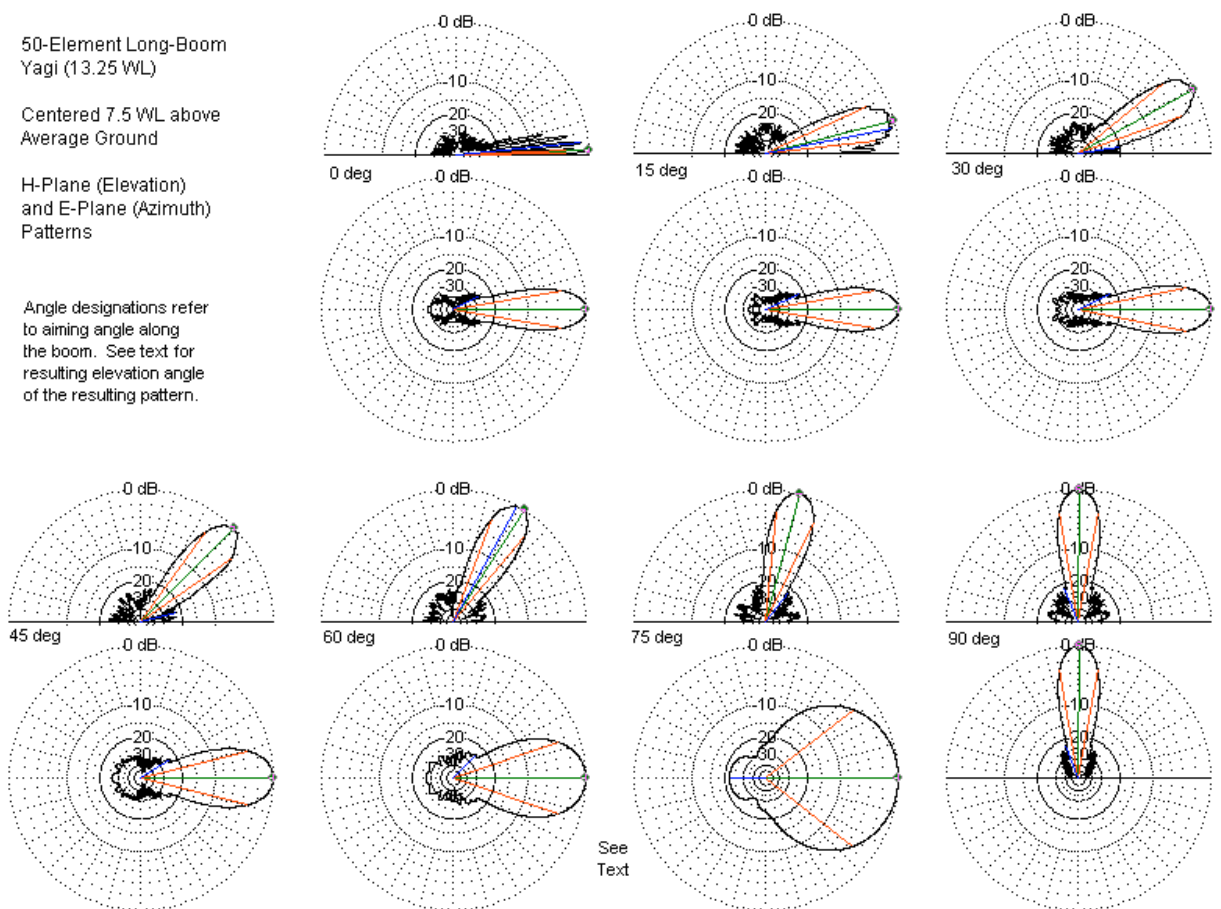 50-Element Long-Boom
Yagi (13.25 WL)
Centered 7.5 WL above
Average Ground
H-Plane (Elevation)
and E-Plane (Azimuth)
Patterns
Angle designations refer
to aiming angle along
the boom. See text for
resulting elevation angle
of the resulting pattern.
0 dB
-10
20
30
0 deg
0 dB
-10
20
30
0 dB
-10
20
15 deg
0 dB
-10
20
30
0 dB
-10
20
30 deg
0 dB
-10
20
30
0 dB
-10
20
45 deg
0 dB
-10
20
30
0 dB
-10
20
60 deg
0 dB
-10
20
30
0 dB
-10
20
75 deg
0 dB
-10
20
30
0 dB
-10
20
90 deg
0 dB
-10
20
30
See
Text